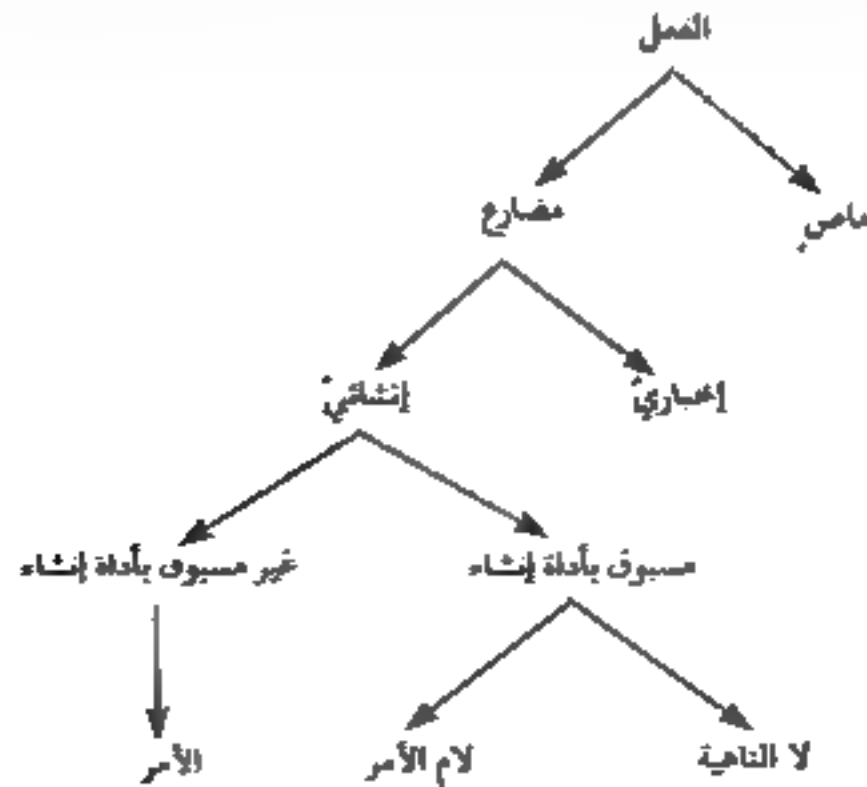 الفعل
ماضٍ
مضارع
إخباريّ
إنشائيّ
مسبوق بأداة إنشاء
غير مسبوق بأداة إنشاء
لا الناهية
لام الأمر
الأمر